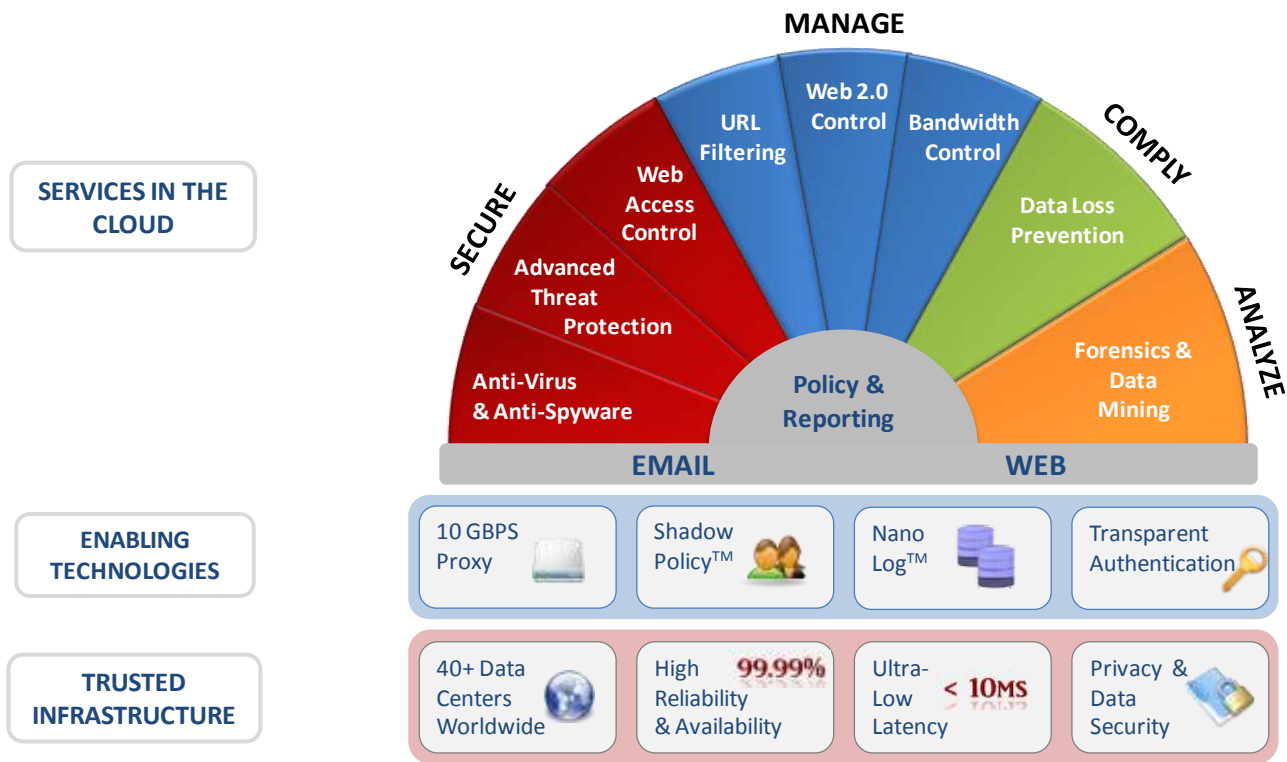 MANAGE
COMPLY
SECURE
ANALYZE
SERVICES IN THE
CLOUD
Anti-Virus
& Anti-Spyware
Advanced
Threat
Protection
Web
Access
Control
URL
Filtering
Web 2.0
Control
Bandwidth
Control
Data Loss
Prevention
Forensics &
Data
Mining
Policy &
Reporting
EMAIL
WEB
ENABLING
TECHNOLOGIES
10 GBPS
Proxy
Shadow
Policy™
Nano
Log™
Transparent
Authentication
TRUSTED
INFRASTRUCTURE
40+ Data
Centers
Worldwide
High
Reliability
& Availability
99.99%
Ultra-
Low
Latency
< 10MS
Privacy &
Data
Security